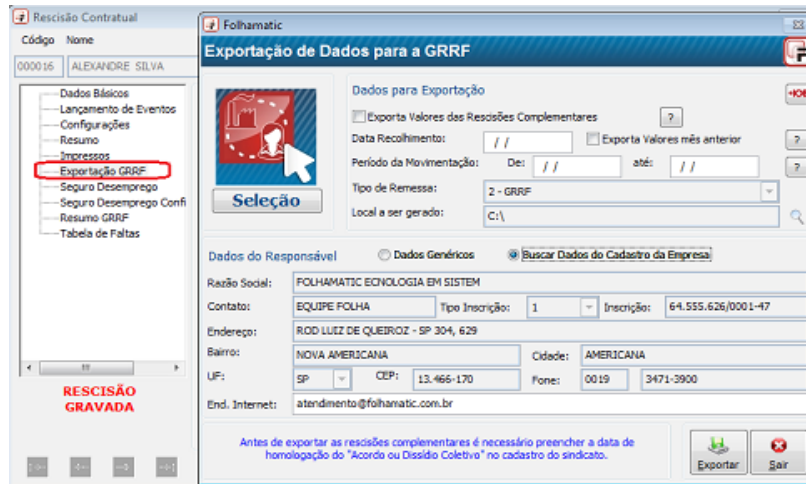 Rescisão Contratual
Código Nome
000016 ALEXANDRE SILVA
Dados Básicos
Lançamento de Eventos
Configurações
Resumo
Impressos
Exportação GRRF
Seguro Desemprego
Seguro Desemprego Confi
Resumo GRRF
Tabela de Faltas
RESCISÃO
GRAVADA
Folhamatic
Exportação de Dados para a GRRF
Seleção
Dados para Exportação
Exporta Valores das Rescisões Complementares ?
Data Recolhimento: / / Exporta Valores mês anterior ?
Período da Movimentação: De: / / até: / / ?
Tipo de Remessa: 2 - GRRF
Local a ser gerado: C:\
Dados do Responsável Dados Genéricos Buscar Dados do Cadastro da Empresa
Razão Social: FOLHAMATIC ECNOLOGIA EM SISTEM
Contato: EQUIPE FOLHA Tipo Inscrição: 1 Inscrição: 64.555.626/0001-47
Endereço: ROD LUIZ DE QUEIROZ - SP 304, 629
Bairro: NOVA AMERICANA Cidade: AMERICANA
UF: SP CEP: 13.466-170 Fone: 0019 3471-3900
End. Internet: atendimento@folhamatic.com.br
Antes de exportar as rescisões complementares é necessário preencher a data de
homologação do "Acordo ou Dissídio Coletivo" no cadastro do sindicato.
Exportar Sair